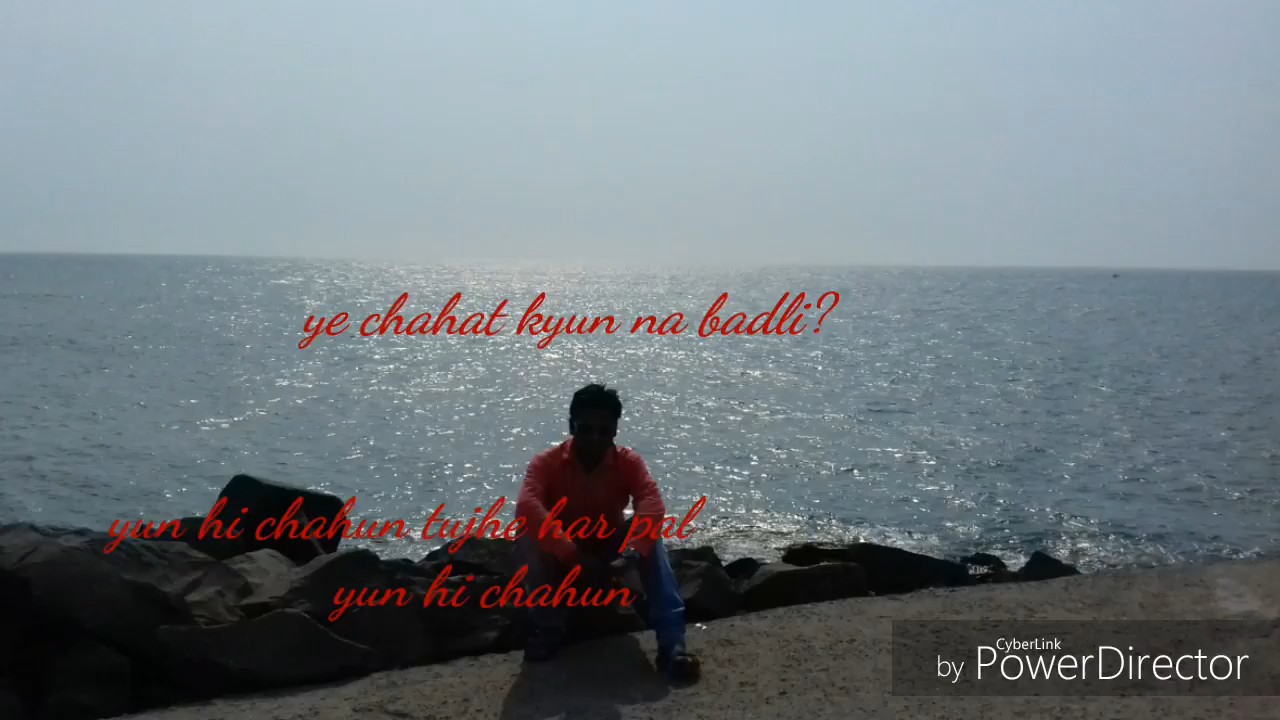 ye chahat kyun na badli?
yun hi chahun tujhe har pal
yun hi chahun
CyberLink
by PowerDirector